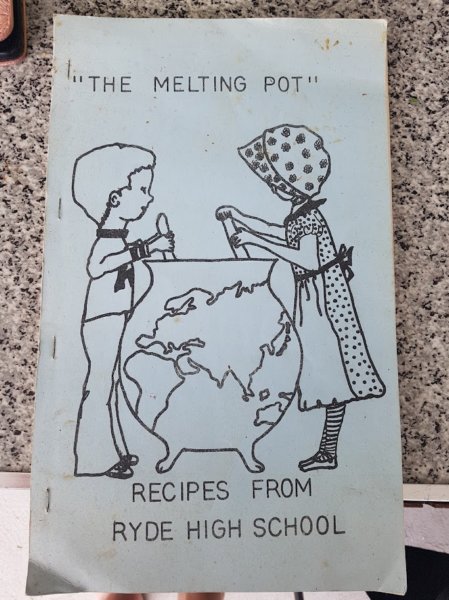 "THE MELTING POT"
RECIPES FROM
RYDE HIGH SCHOOL